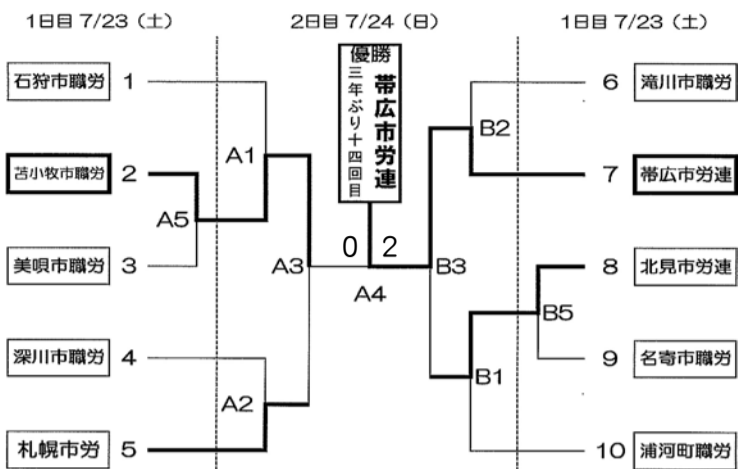 1日目 7/23（土）
2日目 7/24（日）
1日目 7/23（土）
優勝
帯広市労連
三年ぶり十四回目
石狩市職労 1
苫小牧市職労 2
美唄市職労 3
深川市職労 4
札幌市労 5
A1
A5
A3
A2
0 2
A4
B2
B3
B5
B1
6 滝川市職労
7 帯広市労連
8 北見市労連
9 名寄市職労
10 浦河町職労